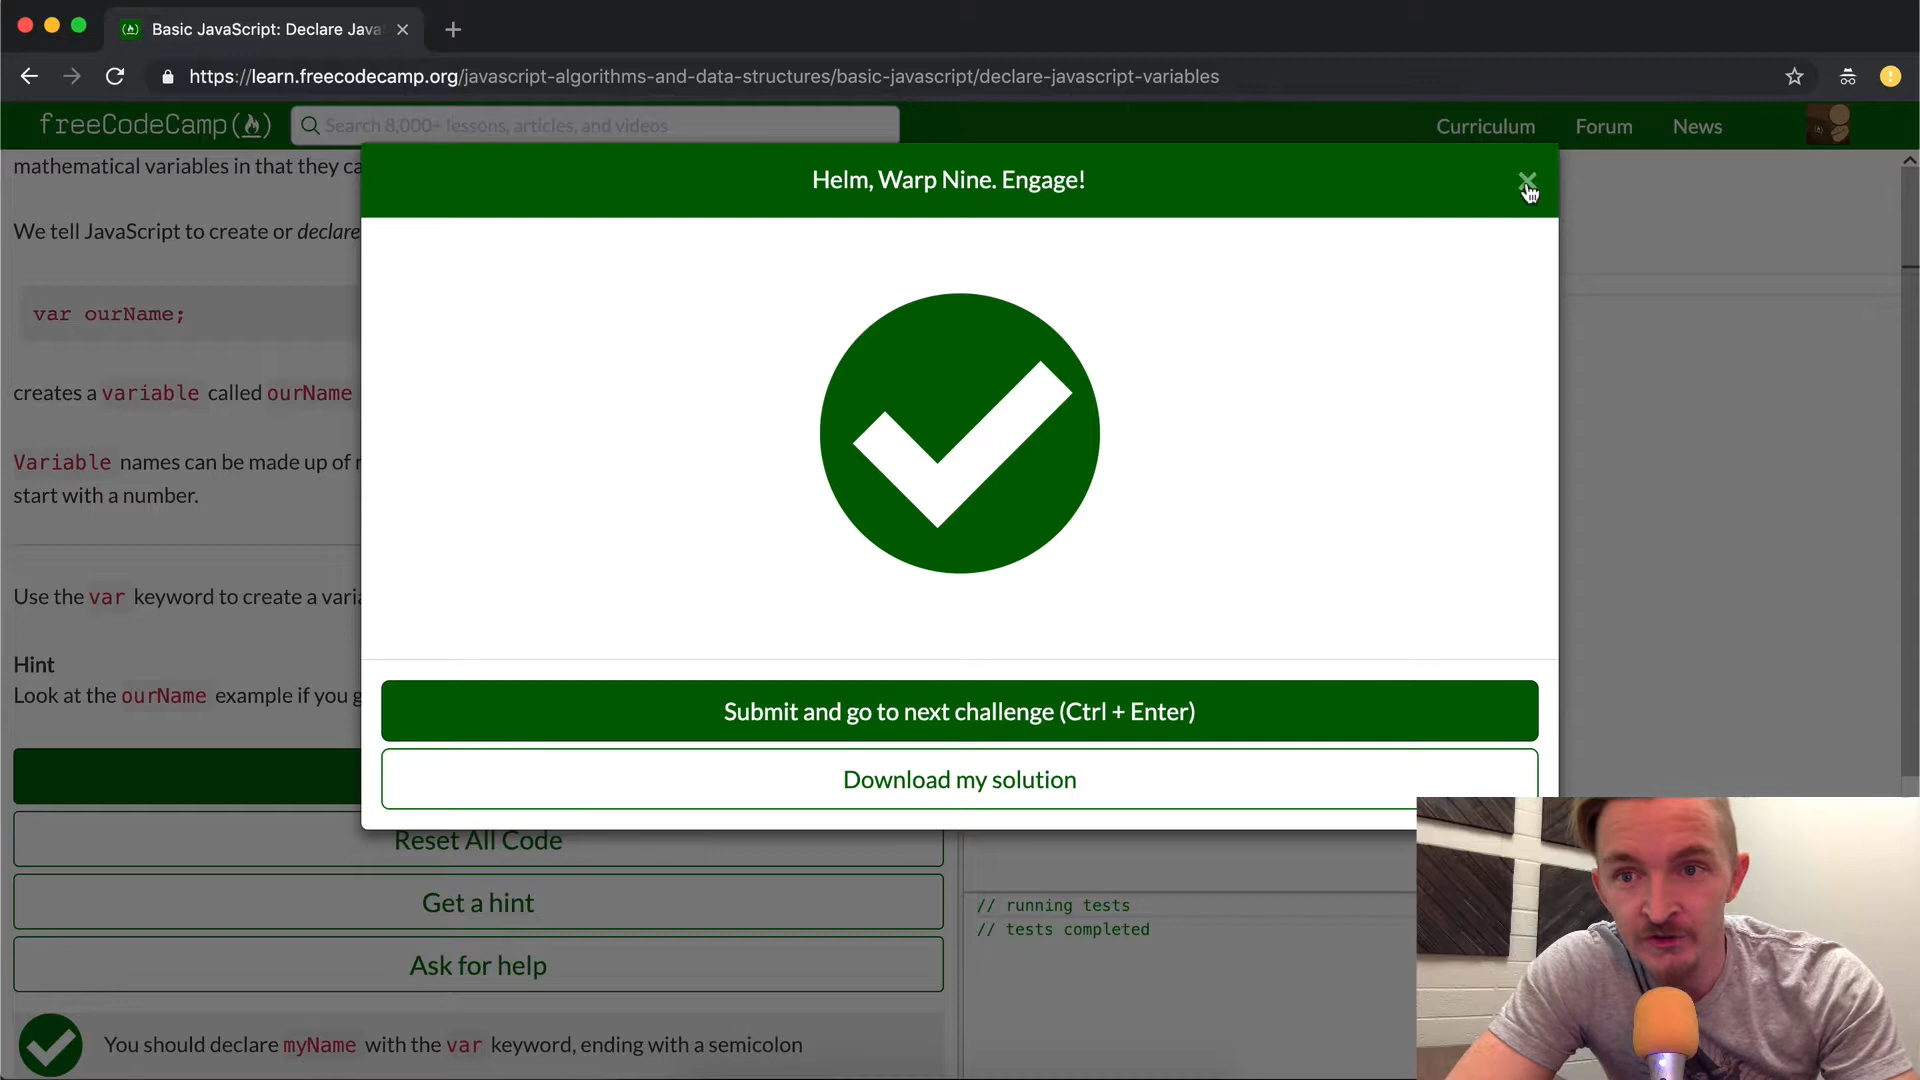 Basic JavaScript: Declare Java
https://learn.freecodecamp.org/javascript-algorithms-and-data-structures/basic-javascript/declare-javascript-variables
freeCodeCamp
Search 8,000+ lessons, articles, and videos
Curriculum Forum News
mathematical variables in that they ca
Helm, Warp Nine. Engage!
We tell JavaScript to create or declare
var ourName;
creates a variable called ourName
Variable names can be made up of
start with a number.
Use the var keyword to create a varia
Hint
Look at the ourName example if you g
Submit and go to next challenge (Ctrl + Enter)
Download my solution
Reset All Code
Get a hint
Ask for help
// running tests
// tests completed
You should declare myName with the var keyword, ending with a semicolon